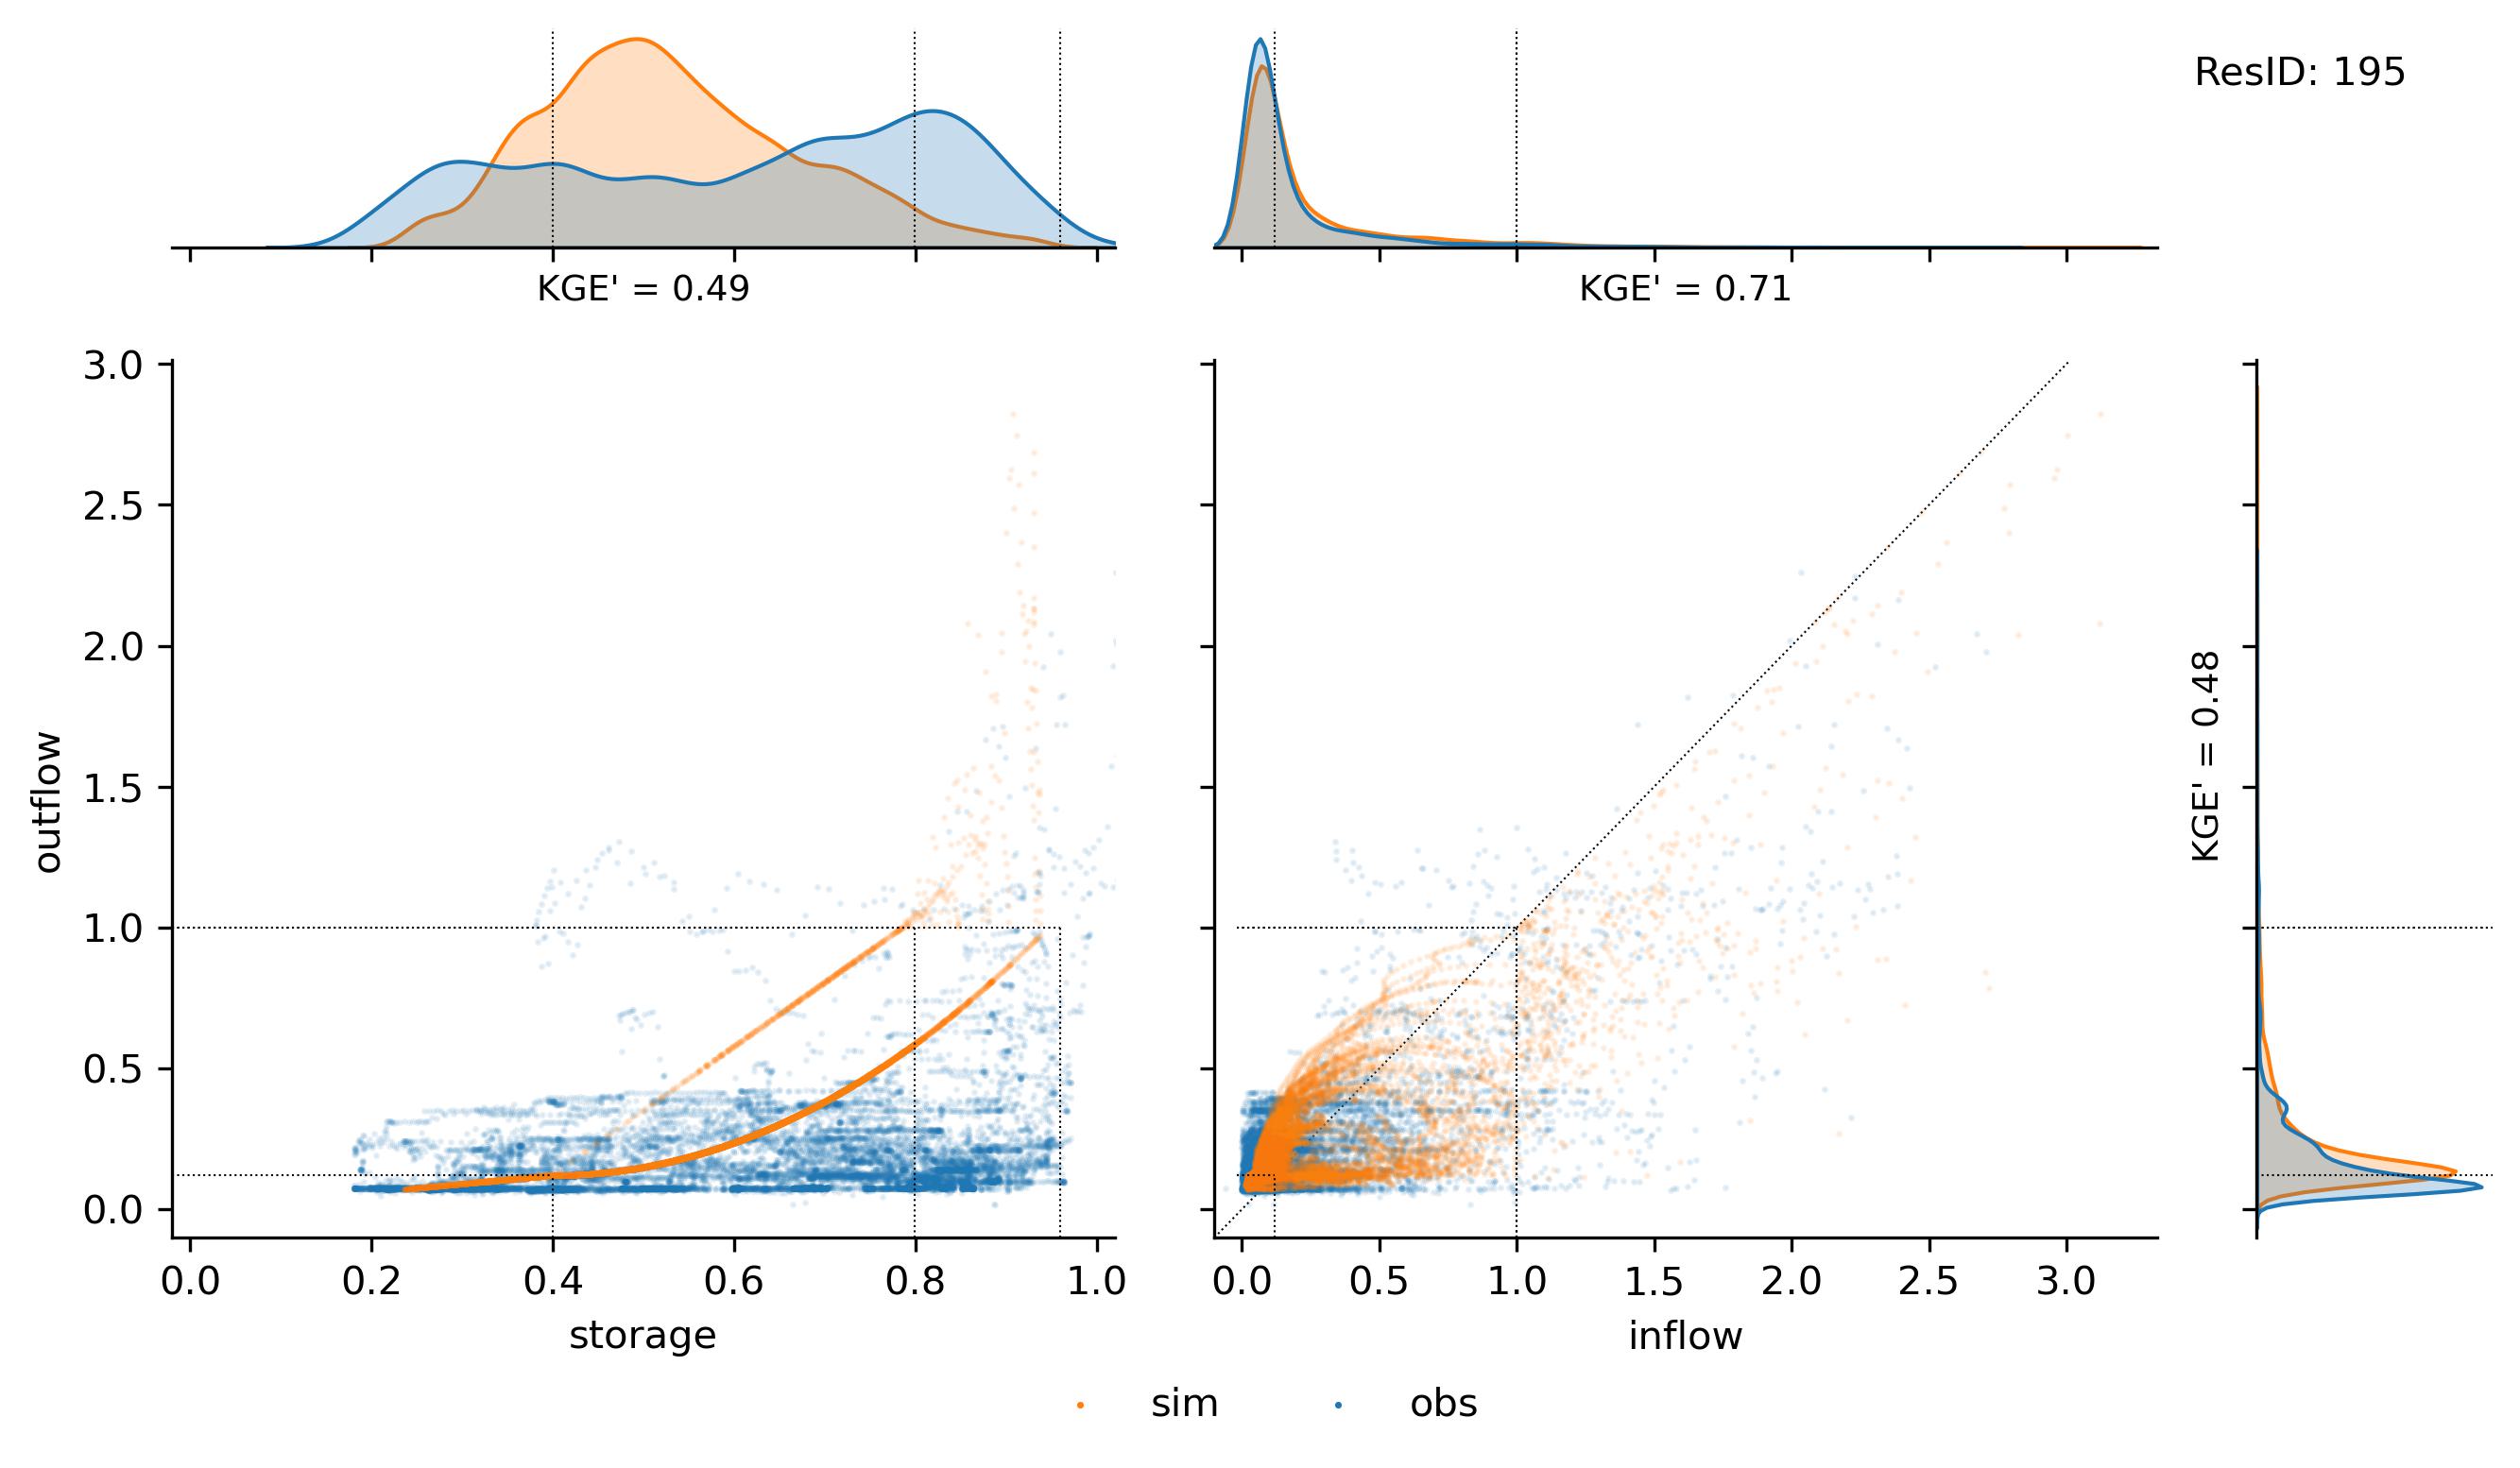 ResID: 195
KGE' = 0.49
KGE' = 0.71
3.0
2.5
2.0
1.5
1.0
0.5
0.0
outflow
KGE' = 0.48
0.0 0.2 0.4 0.6 0.8 1.0
0.0 0.5 1.0 1.5 2.0 2.5 3.0
storage
inflow
sim obs